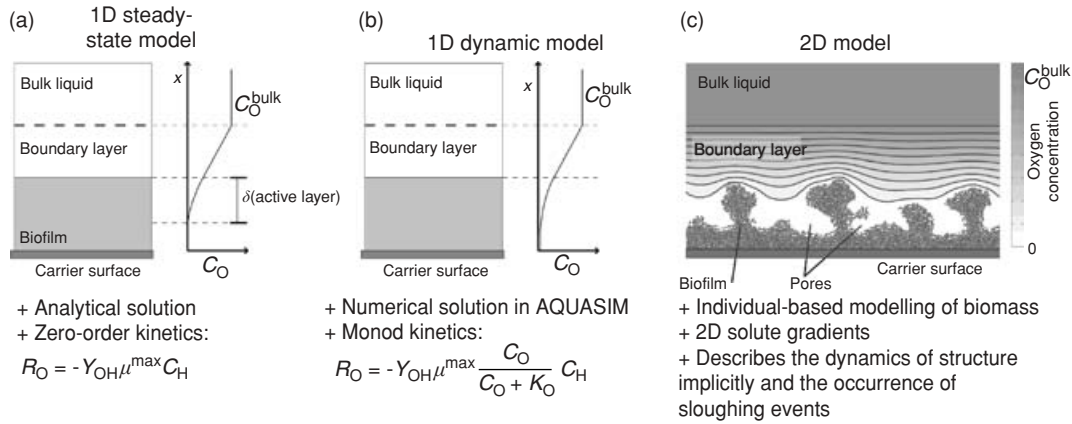 (a)
1D steady-
state model
Bulk liquid
Boundary layer
Biofilm
Carrier surface
x
C_O^bulk
δ(active layer)
C_O
+ Analytical solution
+ Zero-order kinetics:
R_O = -Y_OH μ^max C_H
(b)
1D dynamic model
Bulk liquid
Boundary layer
Carrier surface
x
C_O^bulk
C_O
+ Numerical solution in AQUASIM
+ Monod kinetics:
R_O = -Y_OH μ^max C_O / (C_O + K_O) C_H
(c)
2D model
Bulk liquid
Boundary layer
C_O^bulk
Oxygen
concentration
0
Biofilm
Pores
Carrier surface
+ Individual-based modelling of biomass
+ 2D solute gradients
+ Describes the dynamics of structure
implicitly and the occurrence of
sloughing events